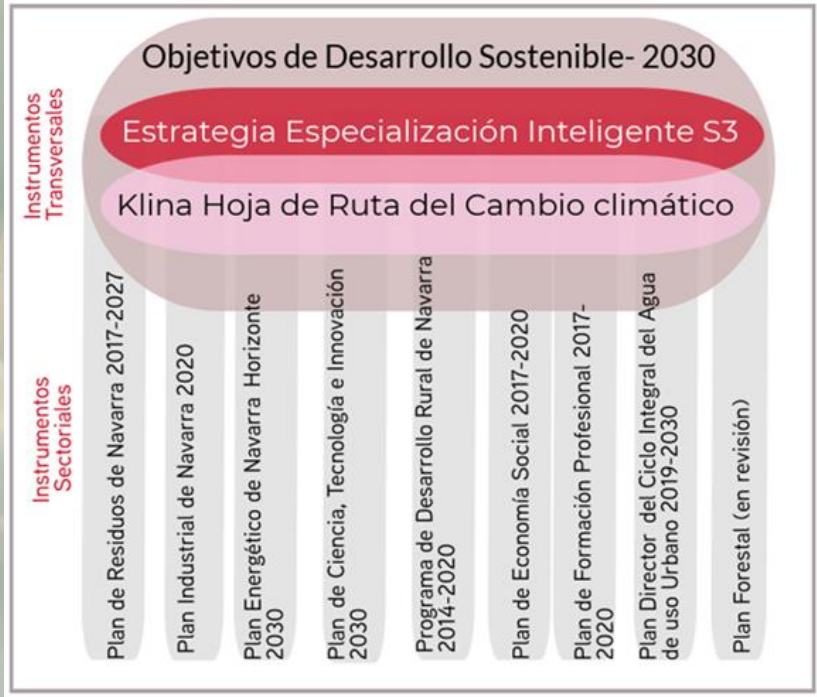 Objetivos de Desarrollo Sostenible- 2030
Instrumentos
Transversales
Estrategia Especialización Inteligente S3
Klina Hoja de Ruta del Cambio climático
Instrumentos
Sectoriales
Plan de Residuos de Navarra 2017-2027
Plan Industrial de Navarra 2020
Plan Energético de Navarra Horizonte
2030
Plan de Ciencia, Tecnología e Innovación
2030
Programa de Desarrollo Rural de Navarra
2014-2020
Plan de Economía Social 2017-2020
Plan de Formación Profesional 2017-
2020
Plan Director del Ciclo Integral del Agua
de uso Urbano 2019-2030
Plan Forestal (en revisión)